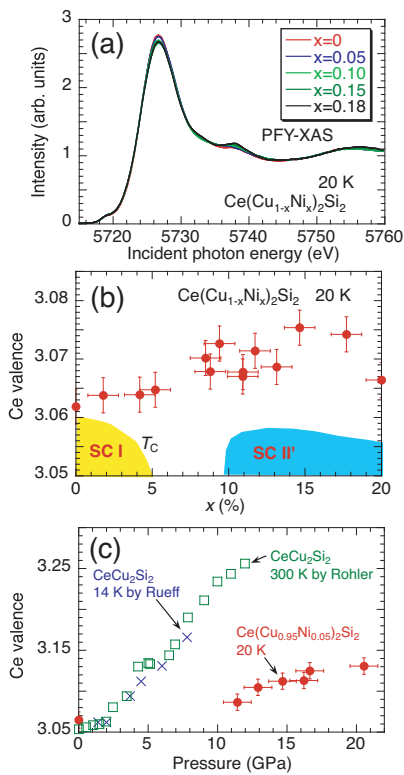 (a)
x=0
x=0.05
x=0.10
x=0.15
x=0.18
PFY-XAS
20 K
Ce(Cu1-xNix)2Si2
Intensity (arb. units)
3
2
1
0
5720
5730
5740
5750
5760
Incident photon energy (eV)
(b)
Ce(Cu1-xNix)2Si2 20 K
Ce valence
3.08
3.07
3.06
3.05
SC I
TC
SC II'
0
5
10
15
20
x (%)
(c)
CeCu2Si2
14 K by Rueff
CeCu2Si2
300 K by Rohler
Ce(Cu0.95Ni0.05)2Si2
20 K
Ce valence
3.25
3.15
3.05
0
5
10
15
20
Pressure (GPa)